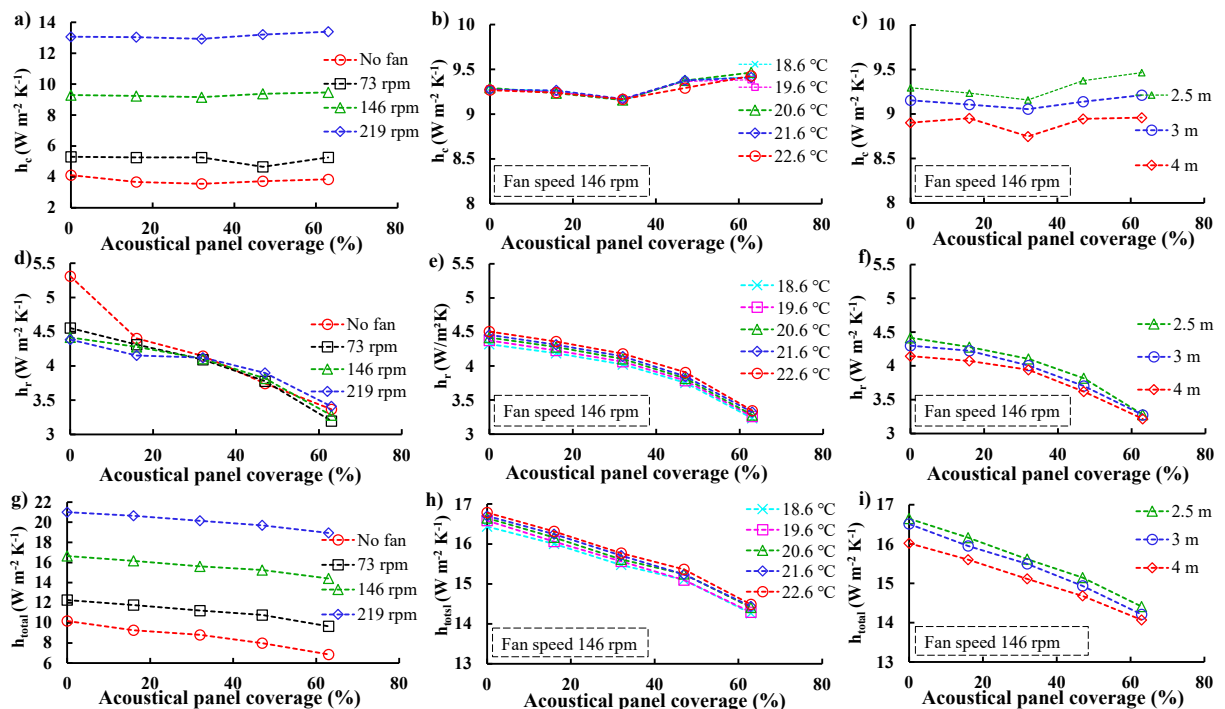 a)
14
12
10
8
6
4
2
h_c (W m⁻² K⁻¹)
0 20 40 60 80
Acoustical panel coverage (%)
No fan
73 rpm
146 rpm
219 rpm
b)
10
9.5
9
8.5
8
h_c (W m⁻² K⁻¹)
0 20 40 60 80
Acoustical panel coverage (%)
18.6 °C
19.6 °C
20.6 °C
21.6 °C
22.6 °C
Fan speed 146 rpm
c)
10
9.5
9
8.5
8
h_c (W m⁻² K⁻¹)
0 20 40 60 80
Acoustical panel coverage (%)
2.5 m
3 m
4 m
Fan speed 146 rpm
d)
5.5
5
4.5
4
3.5
3
h_r (W m⁻² K⁻¹)
0 20 40 60 80
Acoustical panel coverage (%)
No fan
73 rpm
146 rpm
219 rpm
e)
5.5
5
4.5
4
3.5
3
h_r (W/m²K)
0 20 40 60 80
Acoustical panel coverage (%)
18.6 °C
19.6 °C
20.6 °C
21.6 °C
22.6 °C
Fan speed 146 rpm
f)
5.5
5
4.5
4
3.5
3
h_r (W m⁻² K⁻¹)
0 20 40 60 80
Acoustical panel coverage (%)
2.5 m
3 m
4 m
Fan speed 146 rpm
g)
22
20
18
16
14
12
10
8
6
h_total (W m⁻² K⁻¹)
0 20 40 60 80
Acoustical panel coverage (%)
No fan
73 rpm
146 rpm
219 rpm
h)
17
16
15
14
13
h_total (W m⁻² K⁻¹)
0 20 40 60 80
Acoustical panel coverage (%)
18.6 °C
19.6 °C
20.6 °C
21.6 °C
22.6 °C
Fan speed 146 rpm
i)
17
16
15
14
13
h_total (W m⁻² K⁻¹)
0 20 40 60 80
Acoustical panel coverage (%)
2.5 m
3 m
4 m
Fan speed 146 rpm